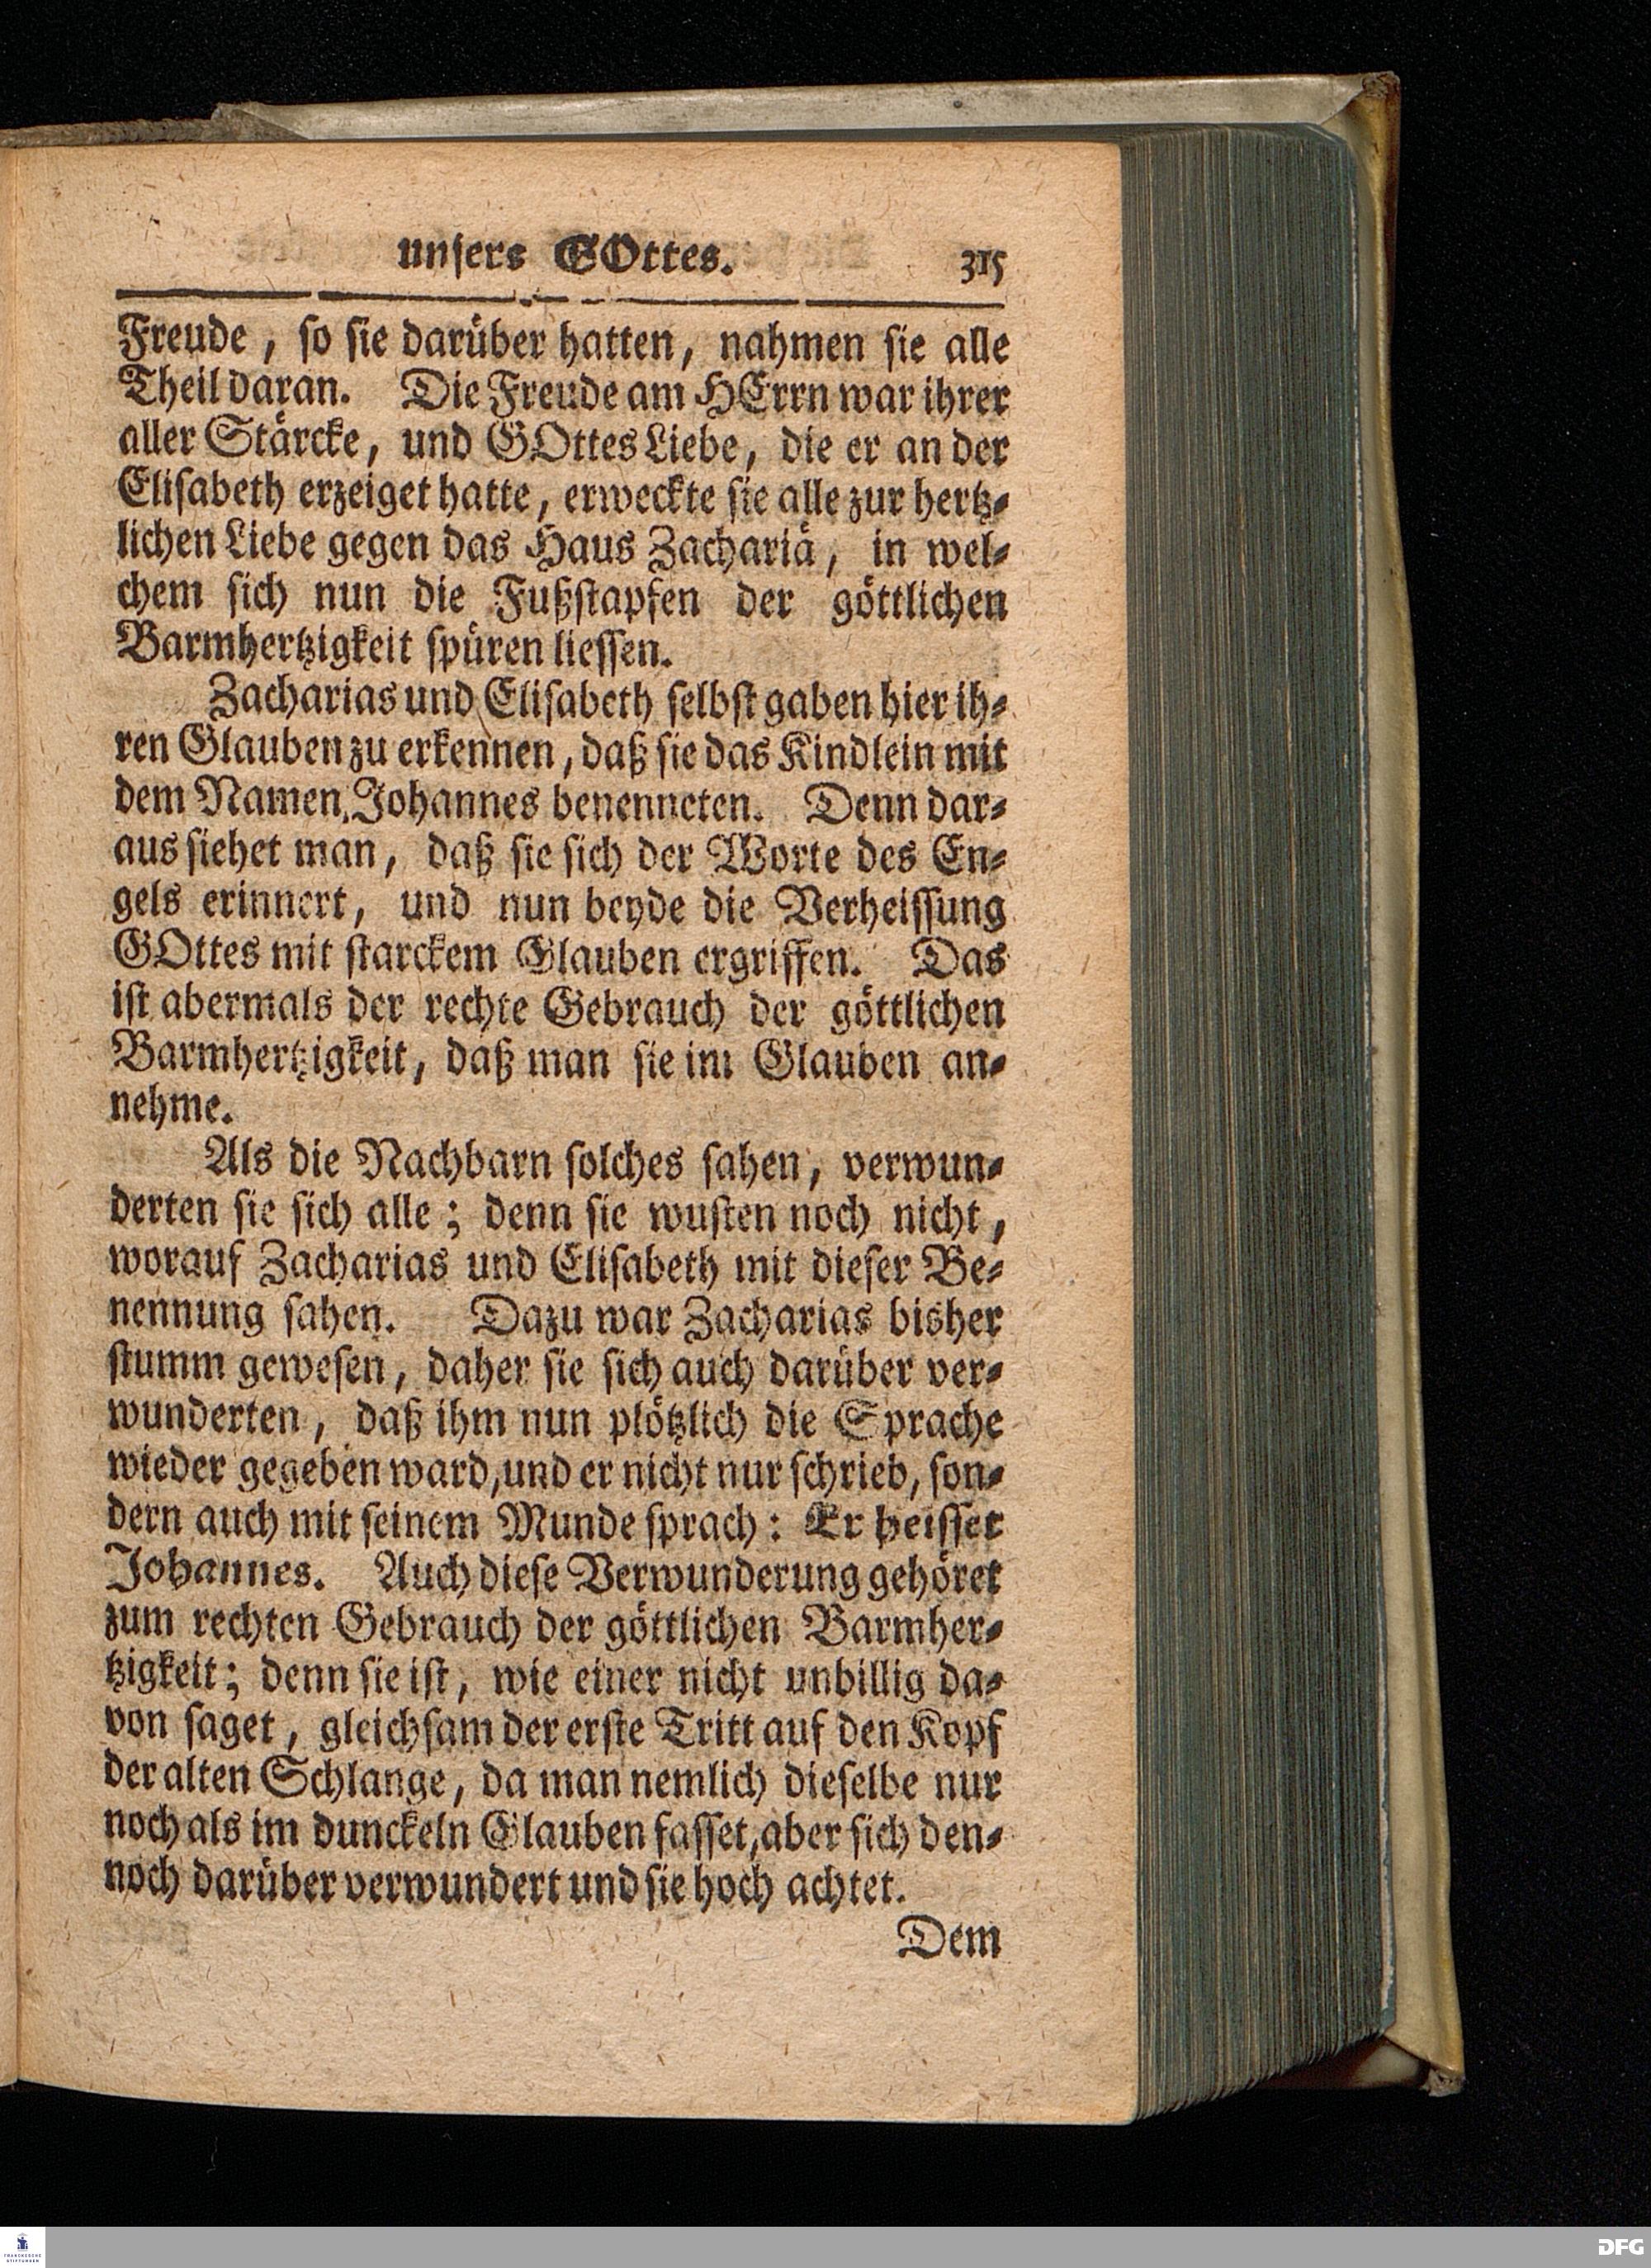 unsers GOttes. 315
Freude, so sie darüber hatten, nahmen sie alle
Theil daran. Die Freude am HErrn war ihrer
aller Stärcke, und GOttes Liebe, die er an der
Elisabeth erzeiget hatte, erweckte sie alle zur hertz-
lichen Liebe gegen das Haus Zachariä, in wel-
chem sich nun die Fußstapfen der göttlichen
Barmhertzigkeit spüren liessen.
Zacharias und Elisabeth selbst gaben hier ih-
ren Glauben zu erkennen, daß sie das Kindlein mit
dem Namen Johannes benenneten. Denn dar-
aus siehet man, daß sie sich der Worte des En-
gels erinnert, und nun beyde die Verheissung
GOttes mit starckem Glauben ergriffen. Das
ist abermals der rechte Gebrauch der göttlichen
Barmhertzigkeit, daß man sie im Glauben an-
nehme.
Als die Nachbarn solches sahen, verwun-
derten sie sich alle; denn sie wusten noch nicht,
worauf Zacharias und Elisabeth mit dieser Be-
nennung sahen. Dazu war Zacharias bisher
stumm gewesen, daher sie sich auch darüber ver-
wunderten, daß ihm nun plötzlich die Sprache
wieder gegeben ward, und er nicht nur schrieb, son-
dern auch mit seinem Munde sprach: Er heisset
Johannes. Auch diese Verwunderung gehöret
zum rechten Gebrauch der göttlichen Barmher-
tzigkeit; denn sie ist, wie einer nicht unbillig da-
von saget, gleichsam der erste Tritt auf den Kopf
der alten Schlange, da man nemlich dieselbe nur
noch als im dunckeln Glauben fasset, aber sich den-
noch darüber verwundert und sie hoch achtet.
Dem
FRANCKESCHE
STIFTUNGEN
DFG